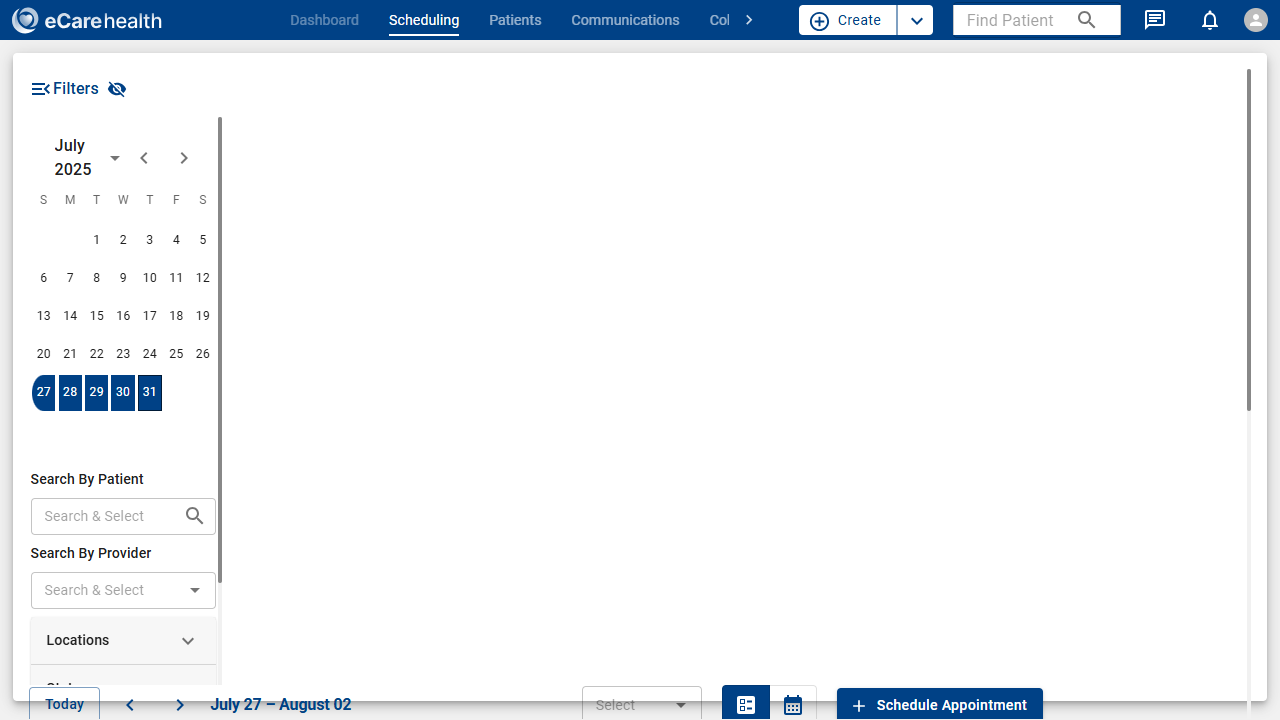 eCarehealth
Dashboard
Scheduling
Patients
Communications
Col
Create
Find Patient
Filters
July
2025
S M T W T F S
1 2 3 4 5
6 7 8 9 10 11 12
13 14 15 16 17 18 19
20 21 22 23 24 25 26
27 28 29 30 31
Search By Patient
Search & Select
Search By Provider
Search & Select
Locations
Today
July 27 – August 02
Select
Schedule Appointment